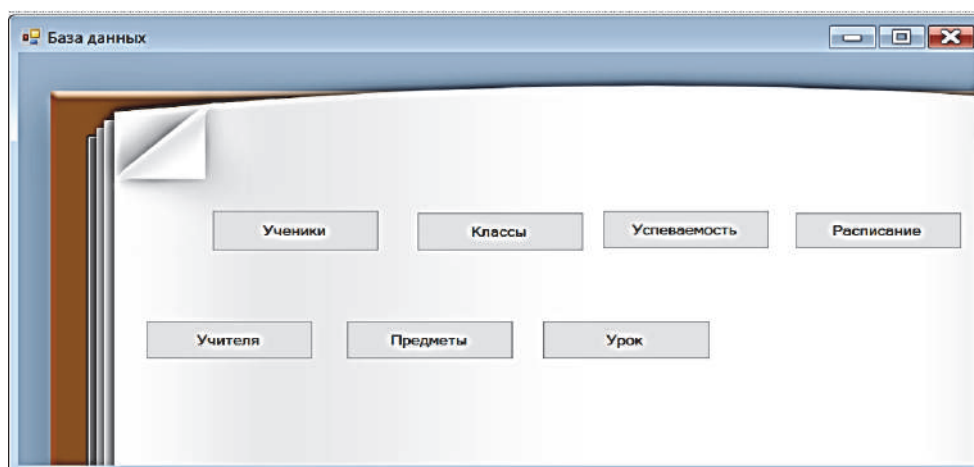 База данных
Ученики Классы Успеваемость Расписание
Учителя Предметы Урок